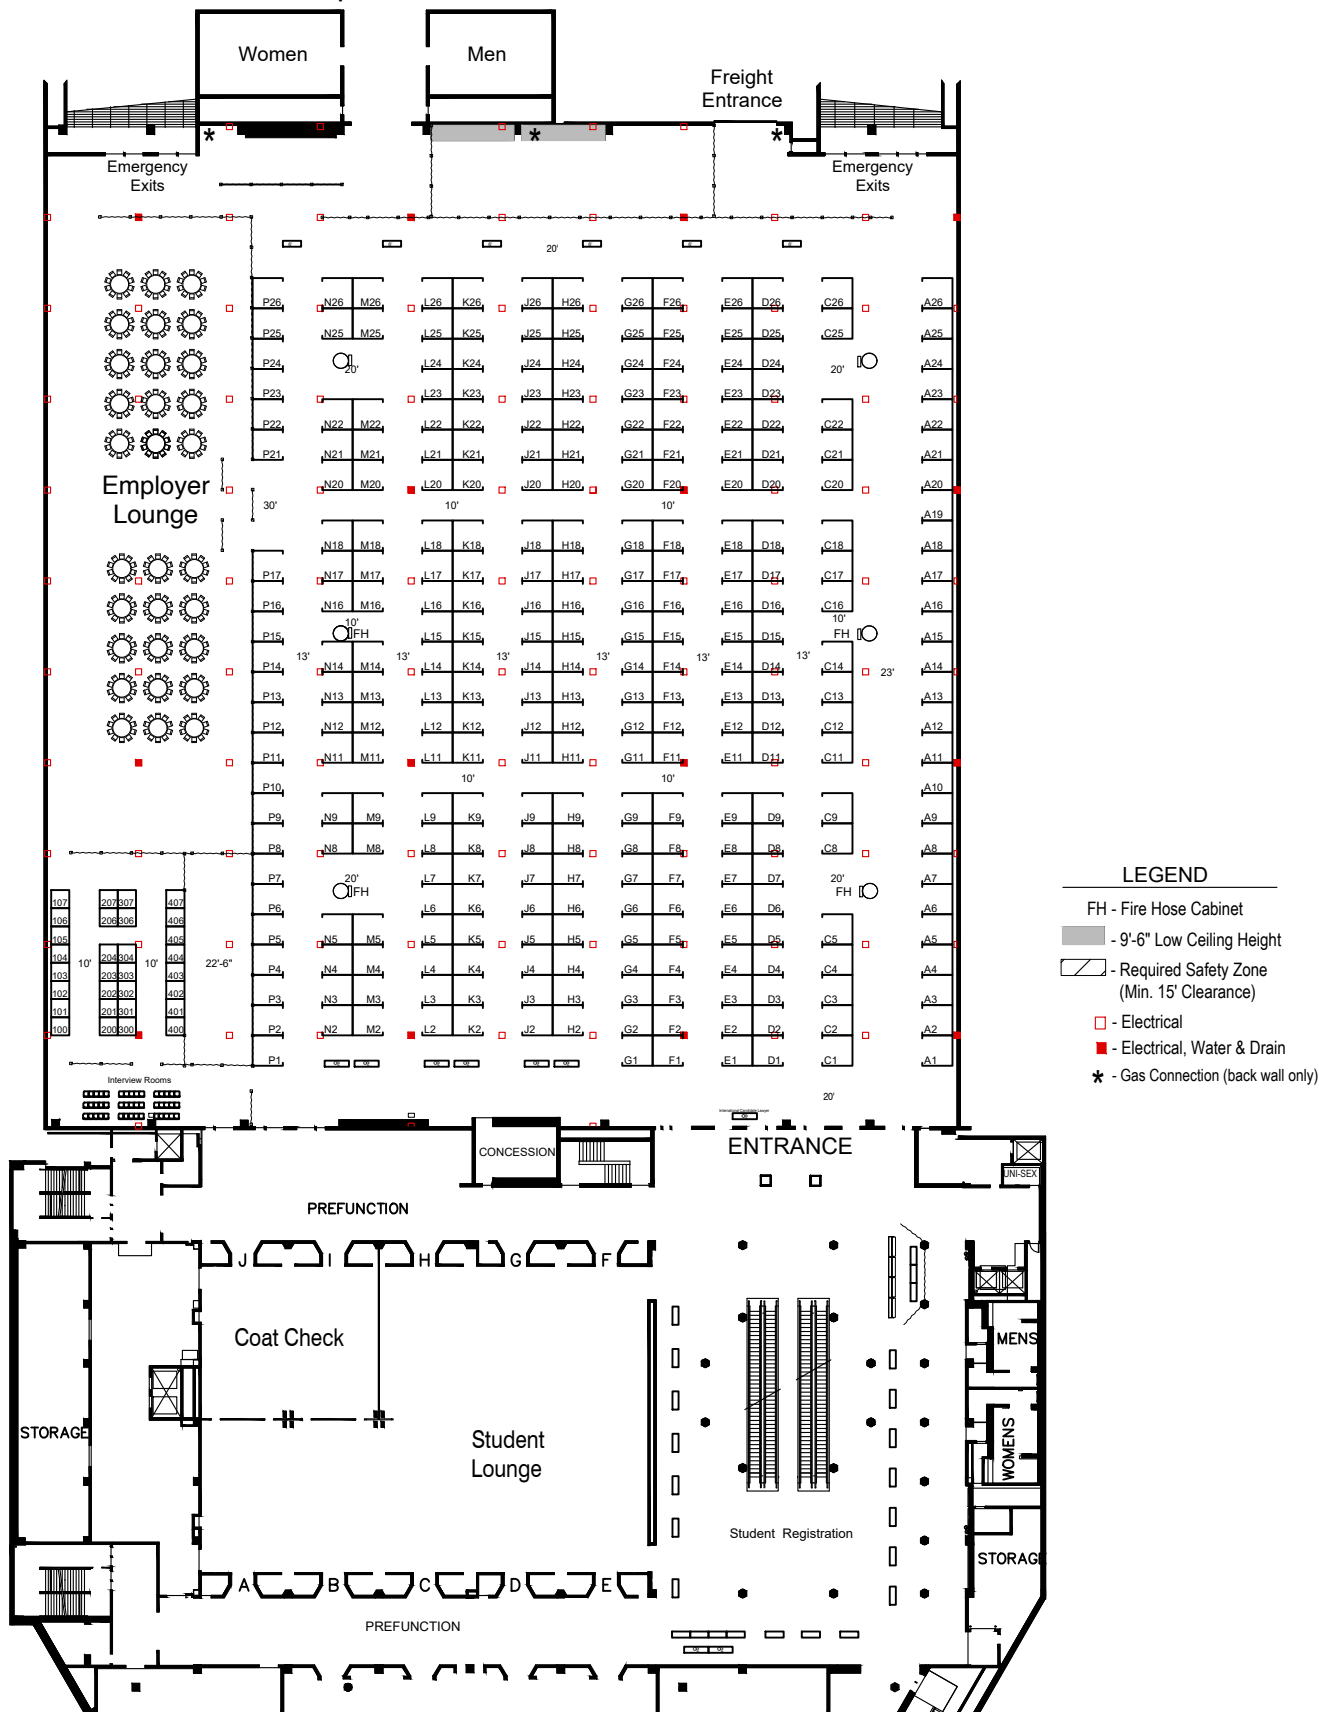 Women Men
Freight
Entrance
* * *
Emergency
Exits
Emergency
Exits
20'
P26 N26 M26 L26 K26 J26 H26 G26 F26 E26 D26 C26 A26
P25 N25 M25 L25 K25 J25 H25 G25 F25 E25 D25 C25 A25
P24 20' L24 K24 J24 H24 G24 F24 E24 D24 20' A24
P23 L23 K23 J23 H23 G23 F23 E23 D23 A23
P22 N22 M22 L22 K22 J22 H22 G22 F22 E22 D22 C22 A22
P21 N21 M21 L21 K21 J21 H21 G21 F21 E21 D21 C21 A21
Employer
Lounge
N20 M20 L20 K20 J20 H20 G20 F20 E20 D20 C20 A20
30' 10' 10' A19
N18 M18 L18 K18 J18 H18 G18 F18 E18 D18 C18 A18
P17 N17 M17 L17 K17 J17 H17 G17 F17 E17 D17 C17 A17
P16 N16 M16 L16 K16 J16 H16 G16 F16 E16 D16 C16 A16
10' 10'
P15 FH L15 K15 J15 H15 G15 F15 E15 D15 FH A15
13' 13' 13' 13' 13' 13' 23'
P14 N14 M14 L14 K14 J14 H14 G14 F14 E14 D14 C14 A14
P13 N13 M13 L13 K13 J13 H13 G13 F13 E13 D13 C13 A13
P12 N12 M12 L12 K12 J12 H12 G12 F12 E12 D12 C12 A12
P11 N11 M11 L11 K11 J11 H11 G11 F11 E11 D11 C11 A11
P10 10' 10' A10
P9 N9 M9 L9 K9 J9 H9 G9 F9 E9 D9 C9 A9
P8 N8 M8 L8 K8 J8 H8 G8 F8 E8 D8 C8 A8
P7 20' L7 K7 J7 H7 G7 F7 E7 D7 20' A7
FH FH
P6 L6 K6 J6 H6 G6 F6 E6 D6 A6
P5 N5 M5 L5 K5 J5 H5 G5 F5 E5 D5 C5 A5
P4 N4 M4 L4 K4 J4 H4 G4 F4 E4 D4 C4 A4
P3 N3 M3 L3 K3 J3 H3 G3 F3 E3 D3 C3 A3
P2 N2 M2 L2 K2 J2 H2 G2 F2 E2 D2 C2 A2
P1 G1 F1 E1 D1 C1 A1
107 207 307 407
106 206 306 406
105 405
104 204 304 404
10' 10' 22'-6"
103 203 303 403
102 202 302 402
101 201 301 401
100 200 300 400
Interview Rooms
20'
LEGEND
FH - Fire Hose Cabinet
- 9'-6" Low Ceiling Height
- Required Safety Zone
(Min. 15' Clearance)
- Electrical
- Electrical, Water & Drain
* - Gas Connection (back wall only)
CONCESSION
ENTRANCE
UNI-SEX
PREFUNCTION
J I H G F
Coat Check
MENS
STORAGE
Student
Lounge
WOMENS
Student Registration
STORAGE
A B C D E
PREFUNCTION